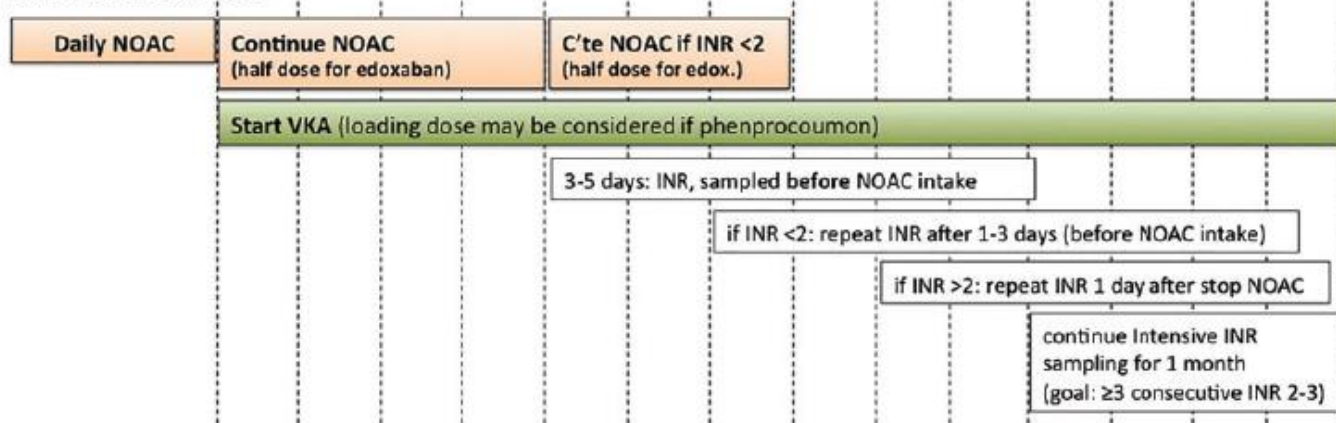 Daily NOAC
Continue NOAC
(half dose for edoxaban)
C'te NOAC if INR <2
(half dose for edox.)
Start VKA (loading dose may be considered if phenprocoumon)
3-5 days: INR, sampled before NOAC intake
if INR <2: repeat INR after 1-3 days (before NOAC intake)
if INR >2: repeat INR 1 day after stop NOAC
continue Intensive INR
sampling for 1 month
(goal: ≥3 consecutive INR 2-3)